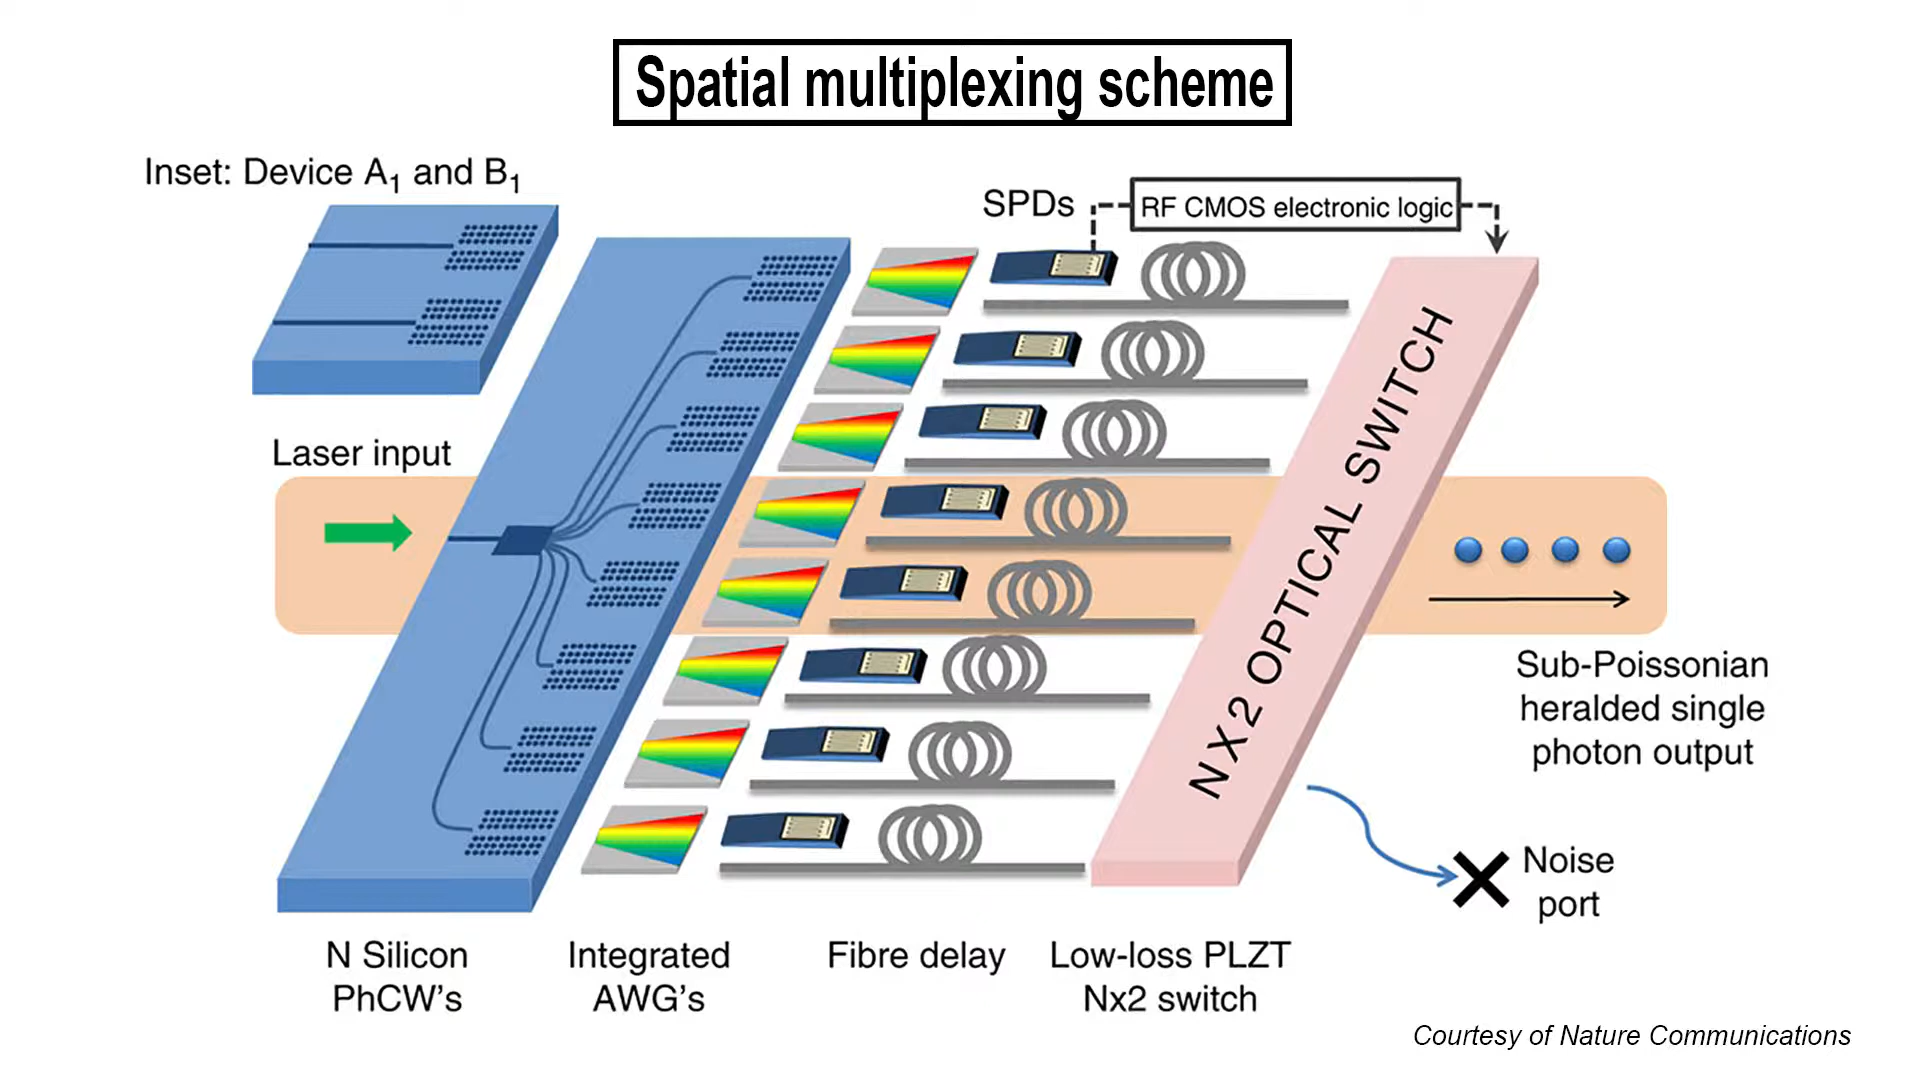 Spatial multiplexing scheme
Inset: Device A₁ and B₁
SPDs
RF CMOS electronic logic
Laser input
NX2 OPTICAL SWITCH
Sub-Poissonian
heralded single
photon output
Noise
port
N Silicon
PhCW's
Integrated
AWG's
Fibre delay
Low-loss PLZT
Nx2 switch
Courtesy of Nature Communications